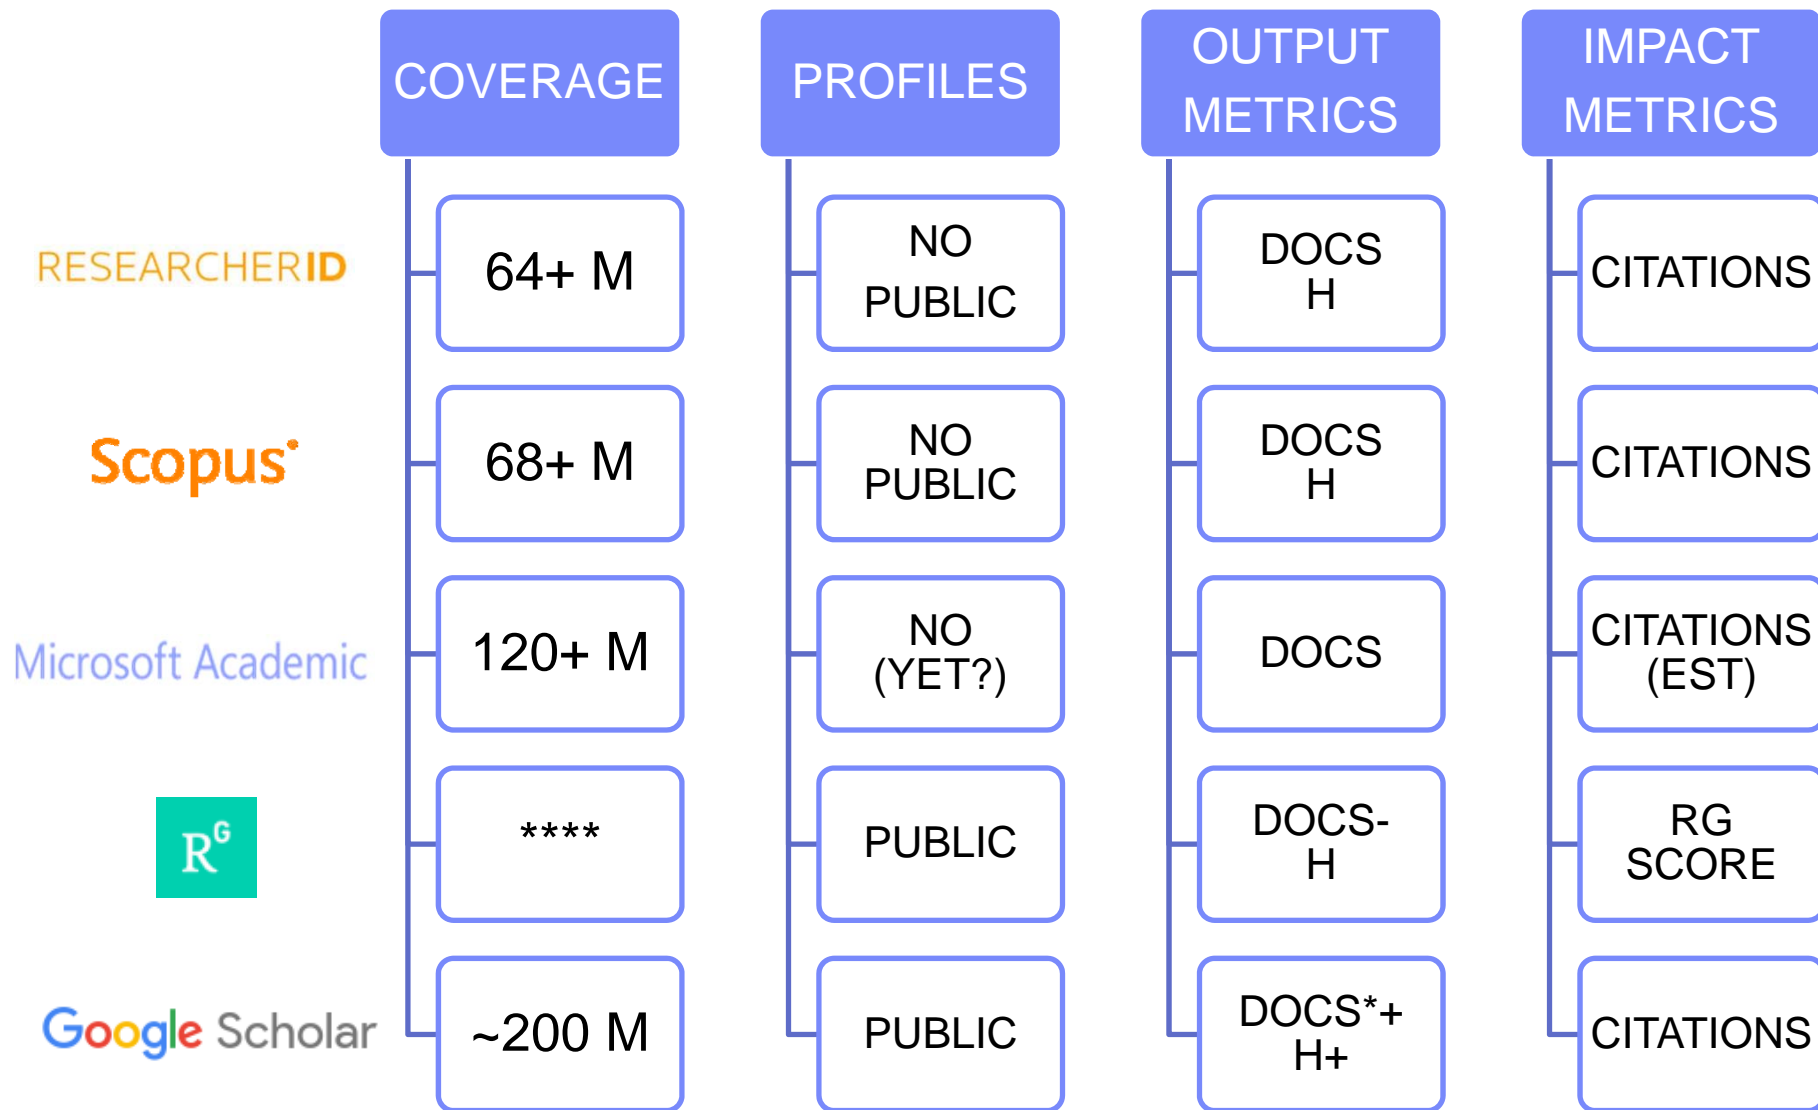 COVERAGE
PROFILES
OUTPUT
METRICS
IMPACT
METRICS
RESEARCHERID
64+ M
NO
PUBLIC
DOCS
H
CITATIONS
Scopus
68+ M
NO
PUBLIC
DOCS
H
CITATIONS
Microsoft Academic
120+ M
NO
(YET?)
DOCS
CITATIONS
(EST)
RG
****
PUBLIC
DOCS-
H
RG
SCORE
Google Scholar
~200 M
PUBLIC
DOCS*+
H+
CITATIONS